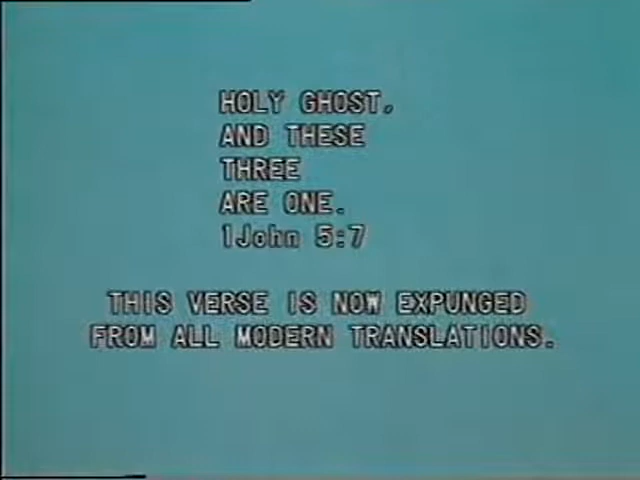 HOLY GHOST.
AND THESE
THREE
ARE ONE.
1John 5:7
THIS VERSE IS NOW EXPUNGED
FROM ALL MODERN TRANSLATIONS.